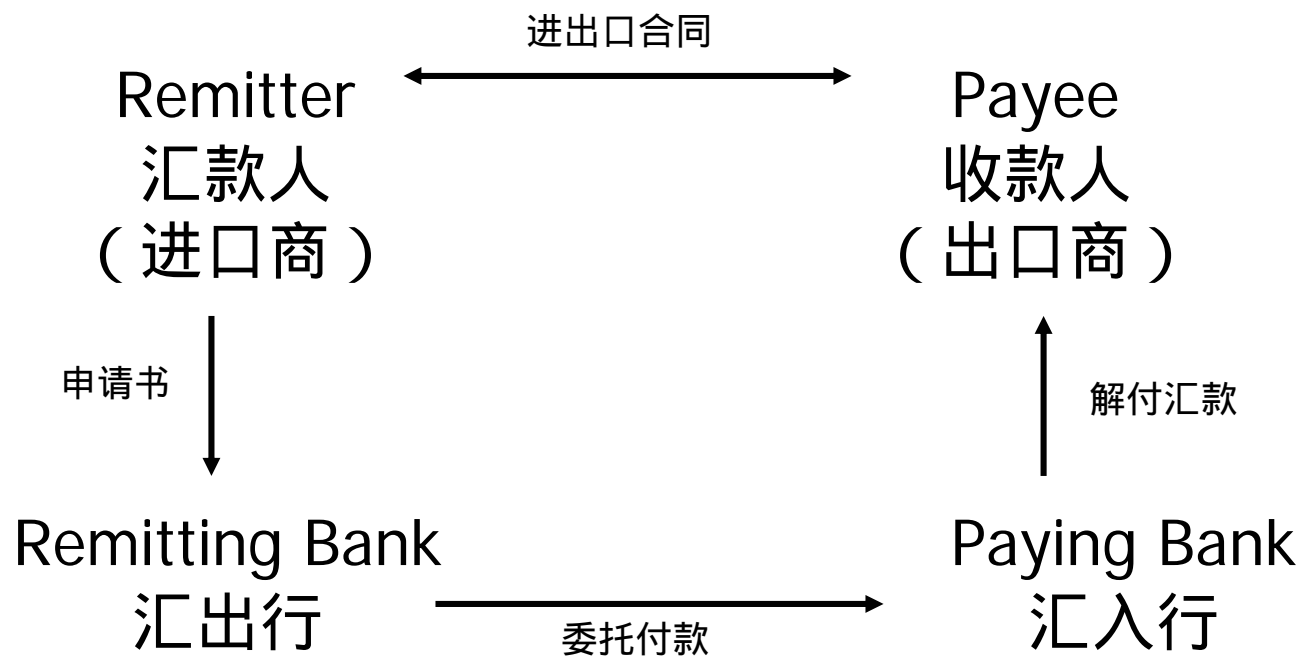 进出口合同
Remitter
汇款人
（进口商）
Payee
收款人
（出口商）
申请书
解付汇款
Remitting Bank
汇出行
委托付款
Paying Bank
汇入行